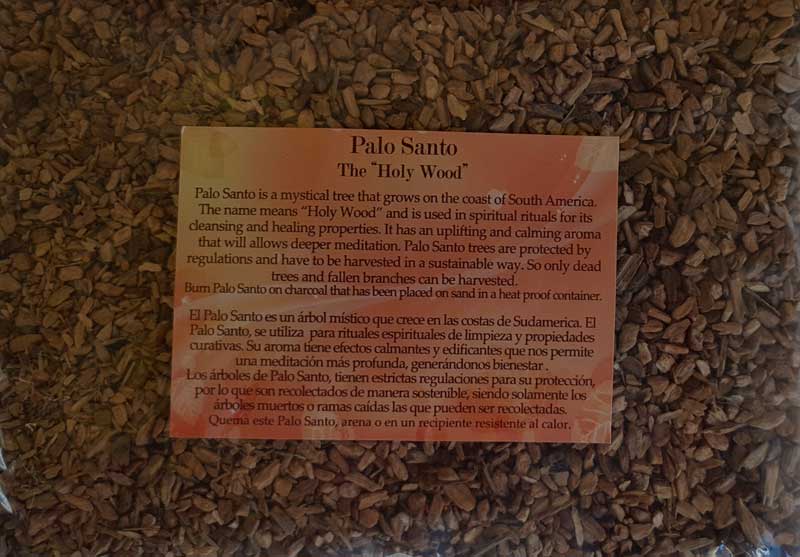 Palo Santo
The "Holy Wood"
Palo Santo is a mystical tree that grows on the coast of South America.
The name means "Holy Wood" and is used in spiritual rituals for its
cleansing and healing properties. It has an uplifting and calming aroma
that will allows deeper meditation. Palo Santo trees are protected by
regulations and have to be harvested in a sustainable way. So only dead
trees and fallen branches can be harvested.
Burn Palo Santo on charcoal that has been placed on sand in a heat proof container.
El Palo Santo es un árbol místico que crece en las costas de Sudamerica. El
Palo Santo, se utiliza para rituales espirituales de limpieza y propiedades
curativas. Su aroma tiene efectos calmantes y edificantes que nos permite
una meditación más profunda, generándonos bienestar.
Los árboles de Palo Santo, tienen estrictas regulaciones para su protección,
por lo que son recolectados de manera sostenible, siendo solamente los
árboles muertos o ramas caídas las que pueden ser recolectadas.
Quema este Palo Santo, arena o en un recipiente resistente al calor.